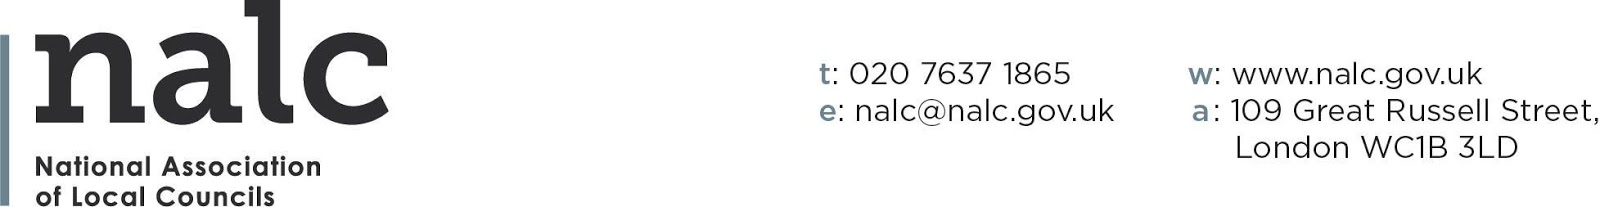 nalc
National Association
of Local Councils
t: 020 7637 1865
e: nalc@nalc.gov.uk
w: www.nalc.gov.uk
a: 109 Great Russell Street,
London WC1B 3LD